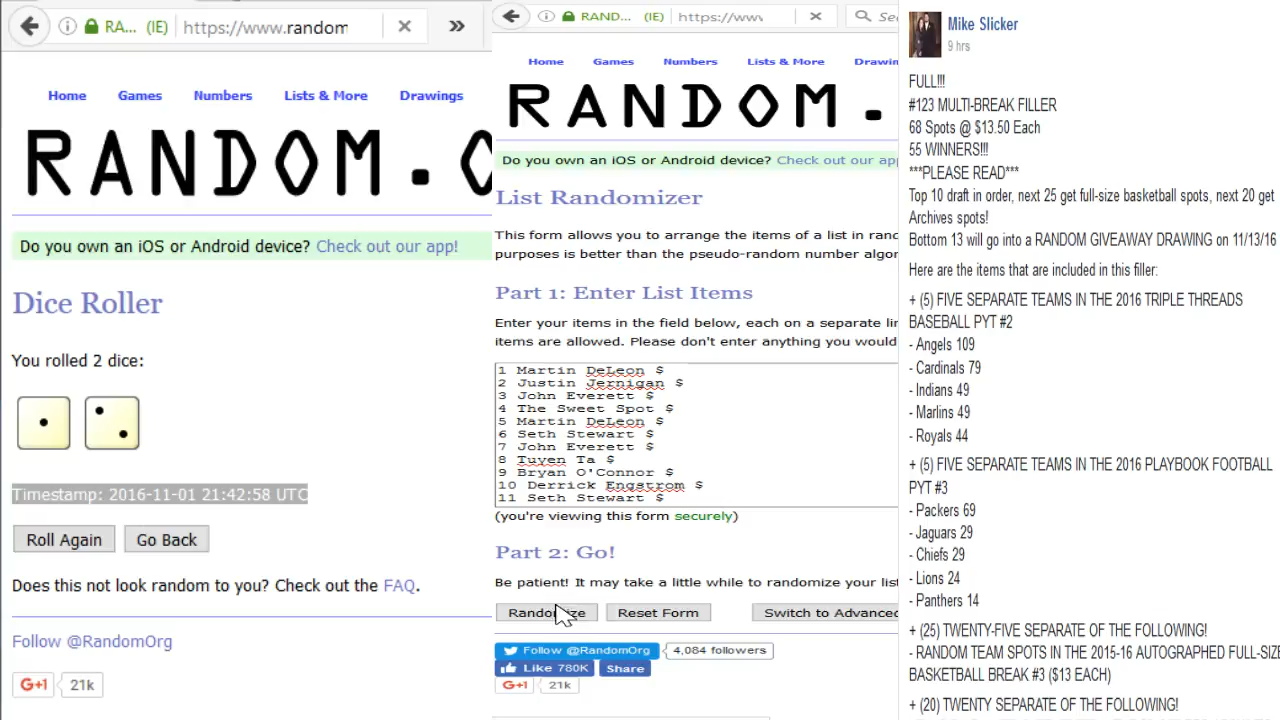 RA... (IE) https://www.random
Home Games Numbers Lists & More Drawings
RANDOM.
Do you own an iOS or Android device? Check out our app!
Dice Roller
You rolled 2 dice:
Timestamp: 2016-11-01 21:42:58 UTC
Roll Again Go Back
Does this not look random to you? Check out the FAQ.
Follow @RandomOrg
G+1 21k
RAND... (IE) https://www
Home Games Numbers Lists & More Drawin
RANDOM.
Do you own an iOS or Android device? Check out our app
List Randomizer
This form allows you to arrange the items of a list in rand
purposes is better than the pseudo-random number algor
Part 1: Enter List Items
Enter your items in the field below, each on a separate lin
items are allowed. Please don't enter anything you would
1 Martin DeLeon $
2 Justin Jernigan $
3 John Everett $
4 The Sweet Spot $
5 Martin DeLeon $
6 Seth Stewart $
7 John Everett $
8 Tuyen Ta $
9 Bryan O'Connor $
10 Derrick Engstrom $
11 Seth Stewart $
(you're viewing this form securely)
Part 2: Go!
Be patient! It may take a little while to randomize your list
Randomize Reset Form Switch to Advanced
Follow @RandomOrg 4,084 followers
Like 780K Share
G+1 21k
Mike Slicker
9 hrs
FULL!!!
#123 MULTI-BREAK FILLER
68 Spots @ $13.50 Each
55 WINNERS!!!
***PLEASE READ***
Top 10 draft in order, next 25 get full-size basketball spots, next 20 get
Archives spots!
Bottom 13 will go into a RANDOM GIVEAWAY DRAWING on 11/13/16
Here are the items that are included in this filler:
+ (5) FIVE SEPARATE TEAMS IN THE 2016 TRIPLE THREADS
BASEBALL PYT #2
- Angels 109
- Cardinals 79
- Indians 49
- Marlins 49
- Royals 44
+ (5) FIVE SEPARATE TEAMS IN THE 2016 PLAYBOOK FOOTBALL
PYT #3
- Packers 69
- Jaguars 29
- Chiefs 29
- Lions 24
- Panthers 14
+ (25) TWENTY-FIVE SEPARATE OF THE FOLLOWING!
- RANDOM TEAM SPOTS IN THE 2015-16 AUTOGRAPHED FULL-SIZE
BASKETBALL BREAK #3 ($13 EACH)
+ (20) TWENTY SEPARATE OF THE FOLLOWING!